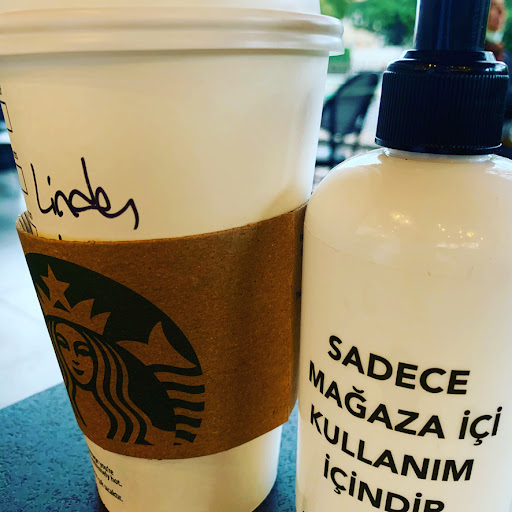 Linden
SADECE
MAĞAZA İÇİ
KULLANIM
İÇİNDİR